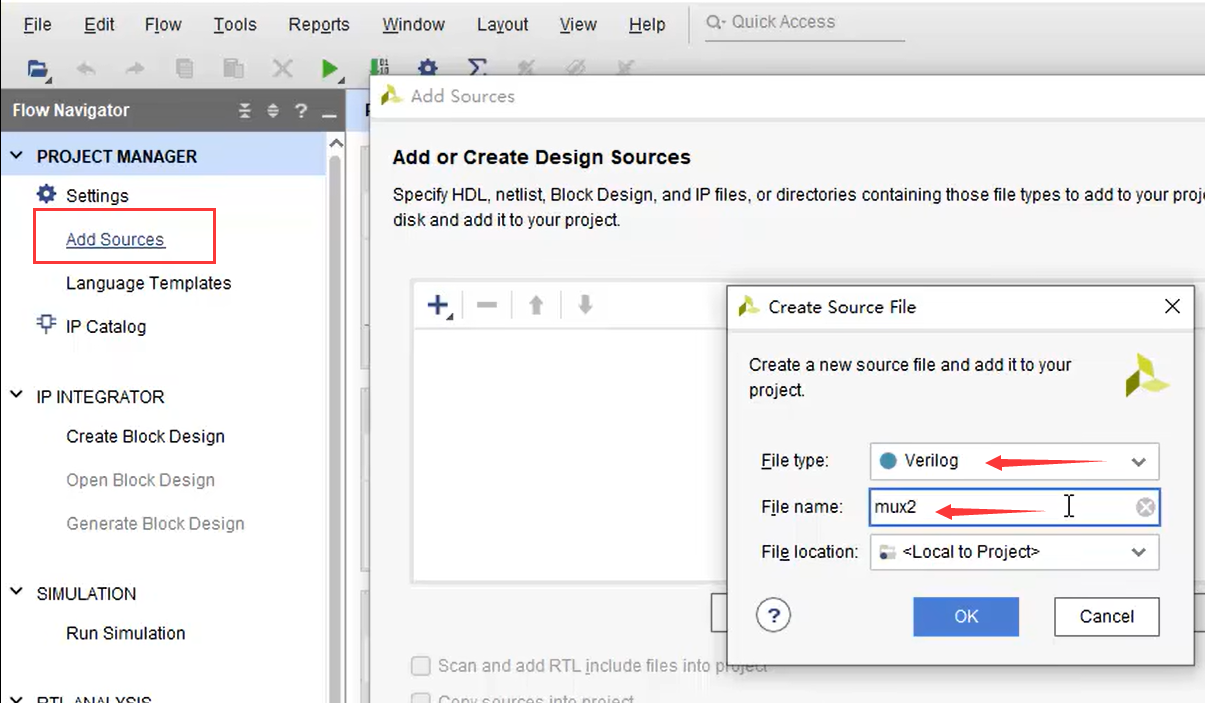 File Edit Flow Tools Reports Window Layout View Help Quick Access
Flow Navigator
PROJECT MANAGER
Settings
Add Sources
Language Templates
IP Catalog
IP INTEGRATOR
Create Block Design
Open Block Design
Generate Block Design
SIMULATION
Run Simulation
RTL ANALYSIS
Add Sources
Add or Create Design Sources
Specify HDL, netlist, Block Design, and IP files, or directories containing those file types to add to your
disk and add it to your project.
Create Source File
Create a new source file and add it to your
project.
File type: Verilog
File name: mux2
File location: <Local to Project>
?
OK Cancel
Scan and add RTL include files into project
Copy sources into project